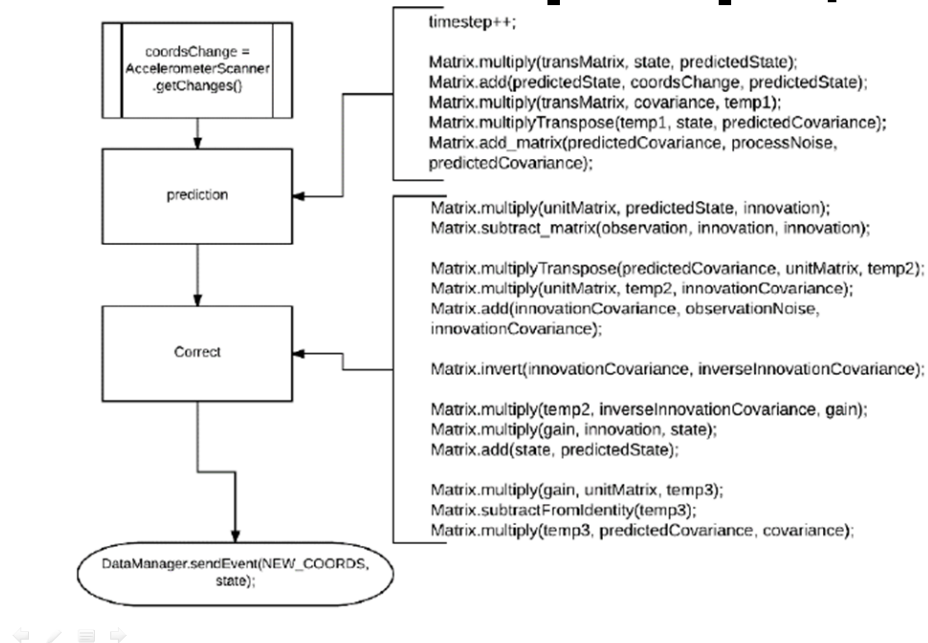 coordsChange =
AccelerometerScanner
.getChanges()
prediction
Correct
DataManager.sendEvent(NEW_COORDS,
state);
timestep++;
Matrix.multiply(transMatrix, state, predictedState);
Matrix.add(predictedState, coordsChange, predictedState);
Matrix.multiply(transMatrix, covariance, temp1);
Matrix.multiplyTranspose(temp1, state, predictedCovariance);
Matrix.add_matrix(predictedCovariance, processNoise,
predictedCovariance);
Matrix.multiply(unitMatrix, predictedState, innovation);
Matrix.subtract_matrix(observation, innovation, innovation);
Matrix.multiplyTranspose(predictedCovariance, unitMatrix, temp2);
Matrix.multiply(unitMatrix, temp2, innovationCovariance);
Matrix.add(innovationCovariance, observationNoise,
innovationCovariance);
Matrix.invert(innovationCovariance, inverseInnovationCovariance);
Matrix.multiply(temp2, inverseInnovationCovariance, gain);
Matrix.multiply(gain, innovation, state);
Matrix.add(state, predictedState);
Matrix.multiply(gain, unitMatrix, temp3);
Matrix.subtractFromIdentity(temp3);
Matrix.multiply(temp3, predictedCovariance, covariance);